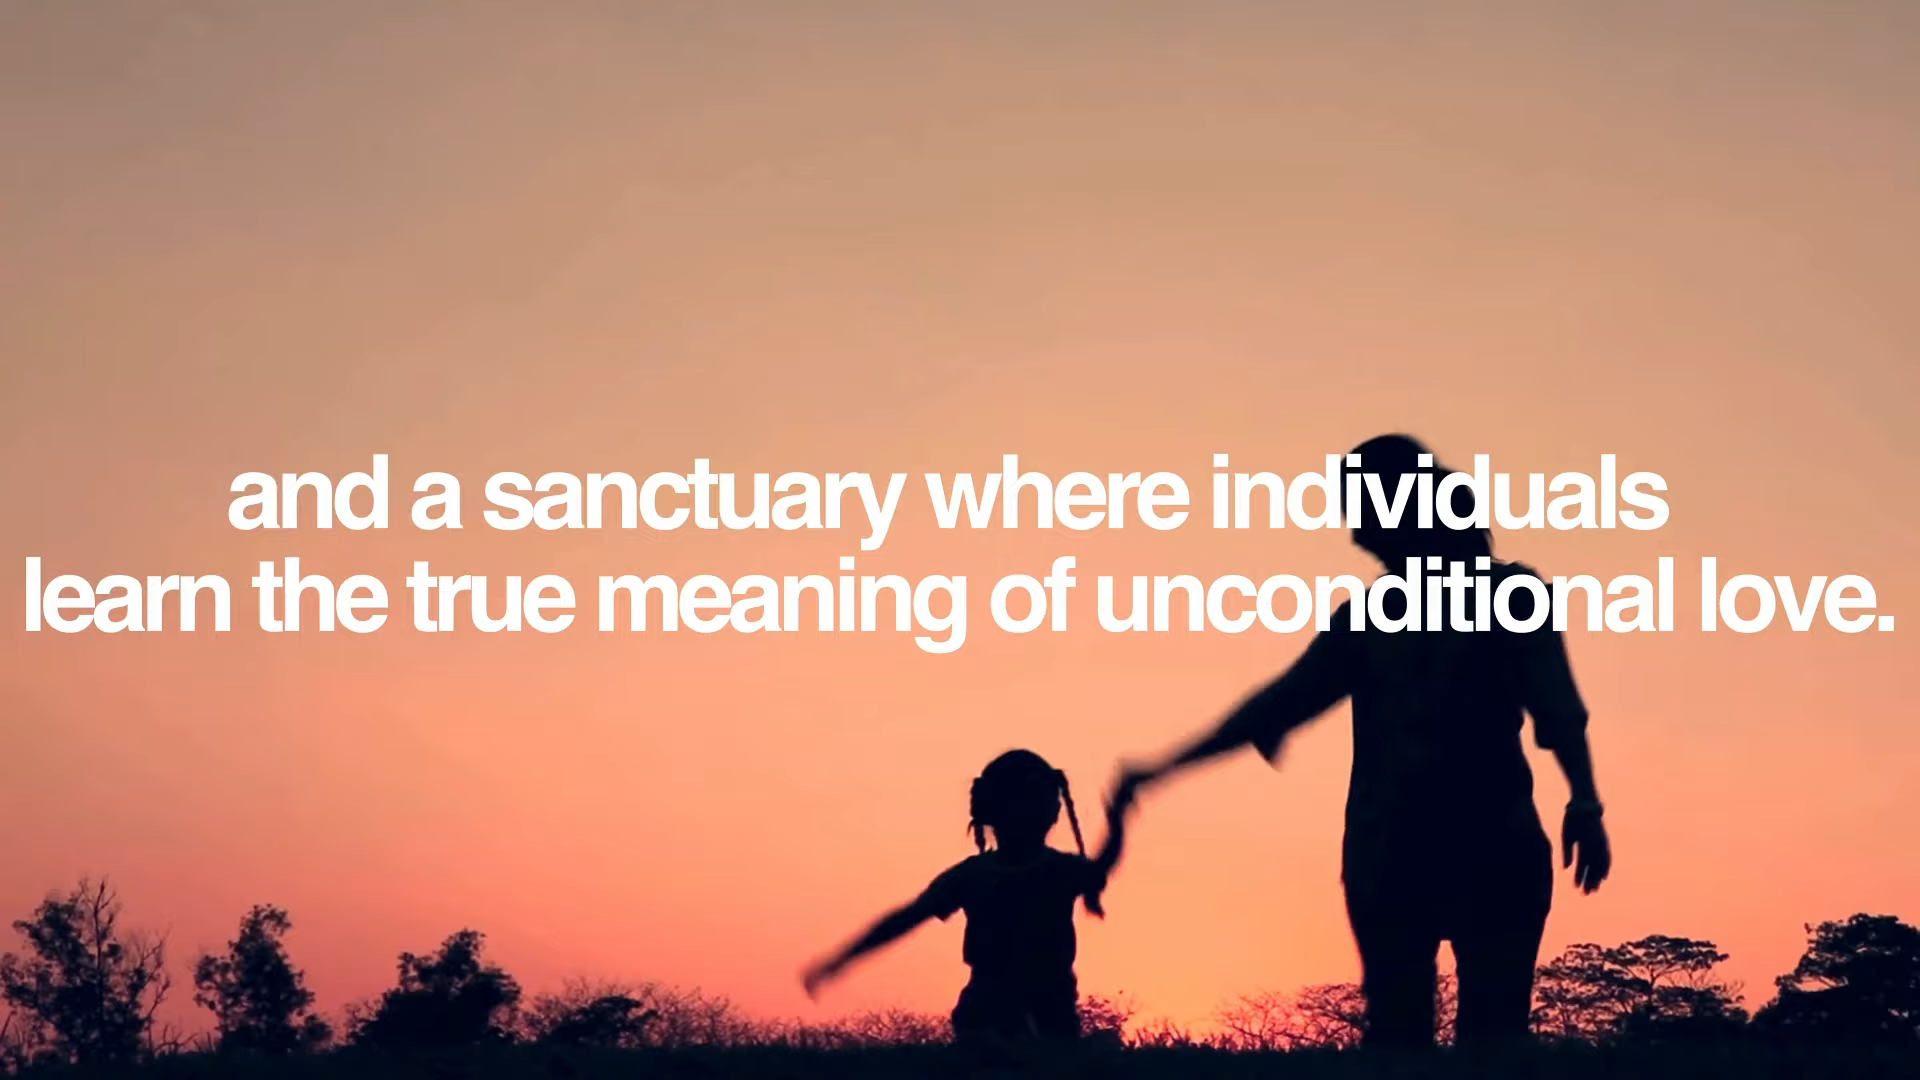 and a sanctuary where individuals
learn the true meaning of unconditional love.